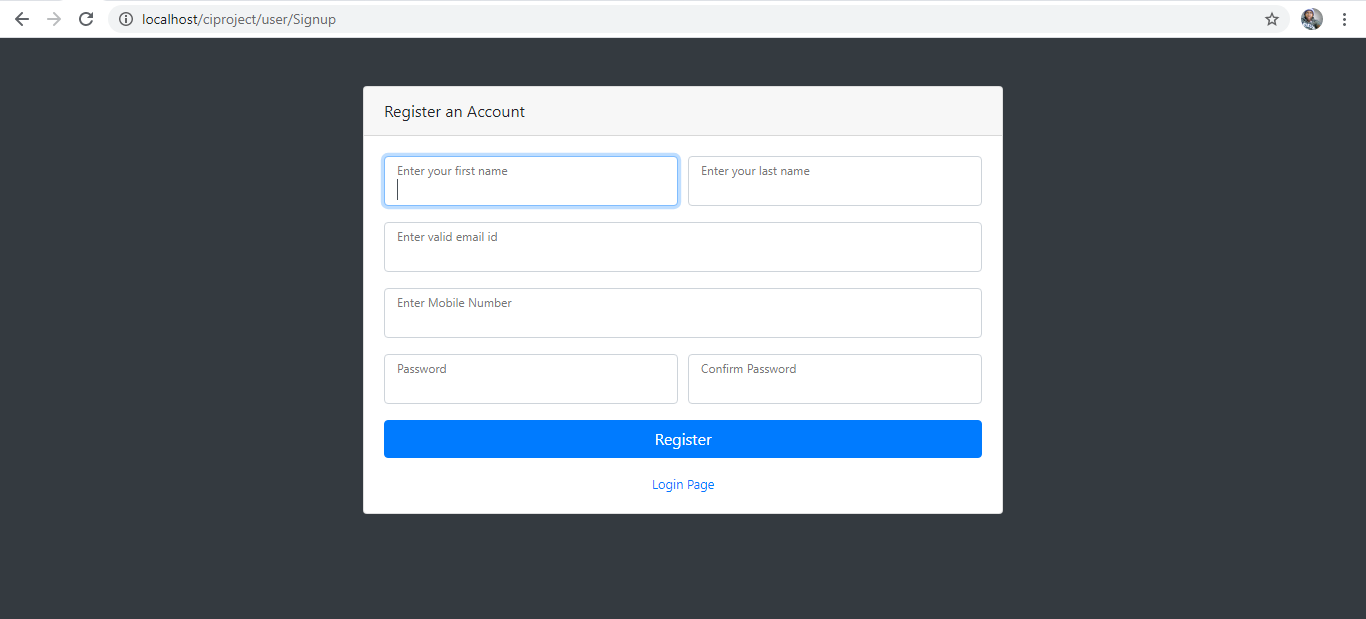 localhost/ciproject/user/Signup
Register an Account
Enter your first name
Enter your last name
Enter valid email id
Enter Mobile Number
Password
Confirm Password
Register
Login Page